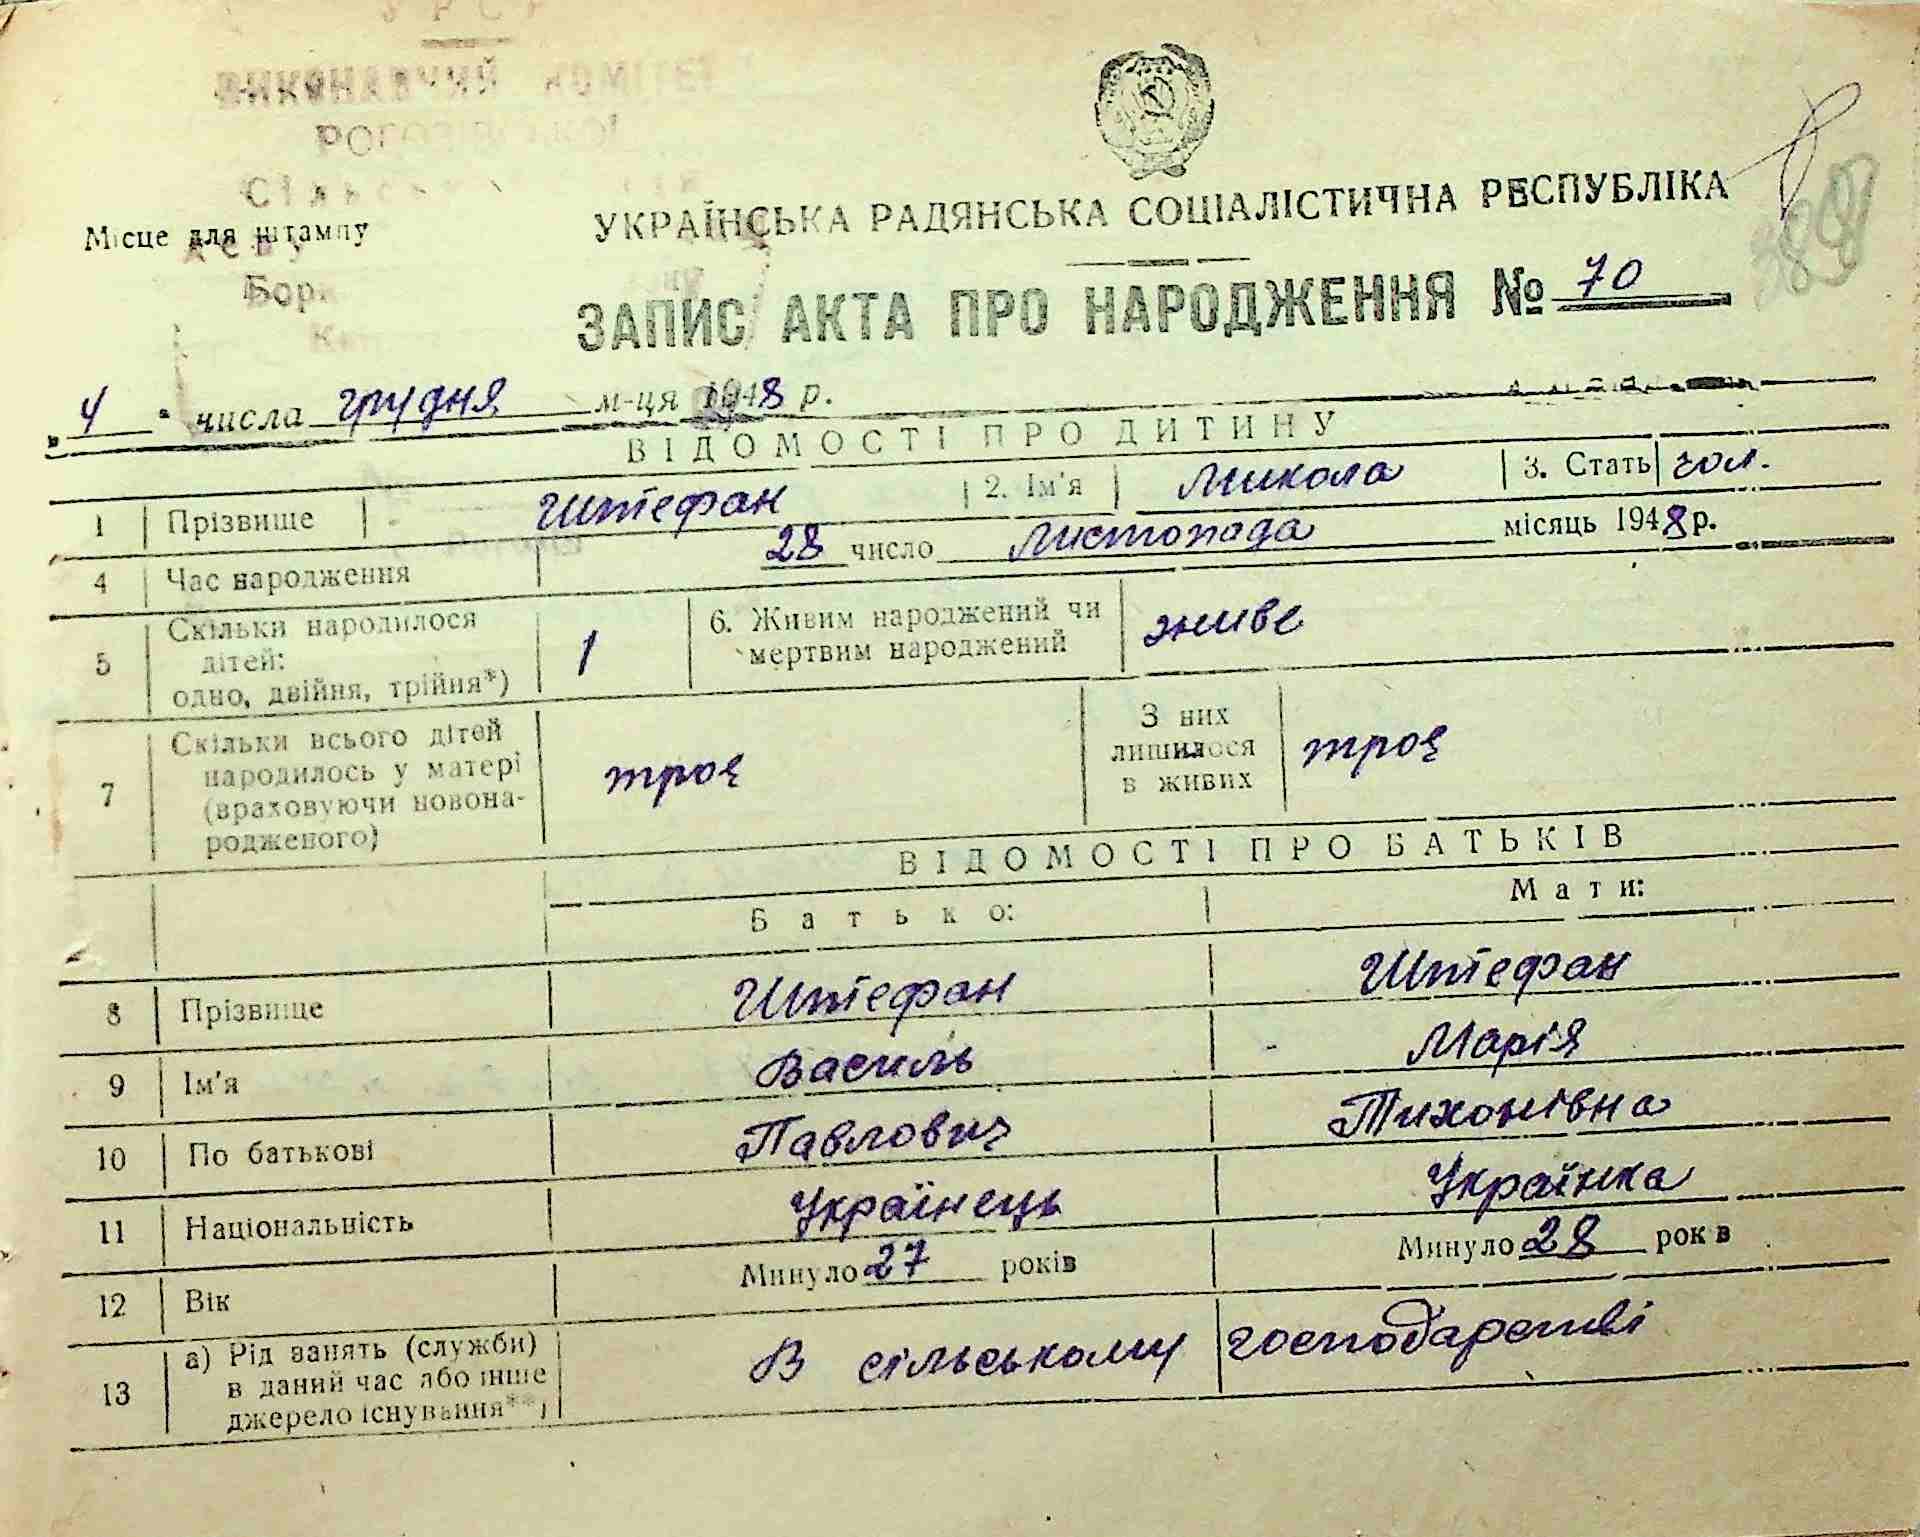 УРСР
ВИКОНАВЧИЙ КОМІТЕТ
Місце для штампу
УКРАЇНСЬКА РАДЯНСЬКА СОЦІАЛІСТИЧНА РЕСПУБЛІКА
ЗАПИС АКТА ПРО НАРОДЖЕННЯ № 70
"4" числа грудня м-ця 1948 р.
ВІДОМОСТІ ПРО ДИТИНУ
1 Прізвище Штефан 2. Ім'я Микола 3. Стать чол.
4 Час народження 28 число Листопада місяць 1948 р.
5 Скільки народилося дітей: одно, двійня, трійня*) 1 6. Живим народжений чи мертвим народжений живе
7 Скільки всього дітей народилось у матері (враховуючи новона-родженого) троє З них лишилося в живих троє
ВІДОМОСТІ ПРО БАТЬКІВ
Батько: Мати:
8 Прізвище Штефан Штефан
9 Ім'я Василь Марія
10 По батькові Павлович Тихонівна
11 Національність Українець Українка
12 Вік Минуло 27 років Минуло 28 років
13 а) Рід занять (служби) в даний час або інше джерело існування**) В сільському господарстві